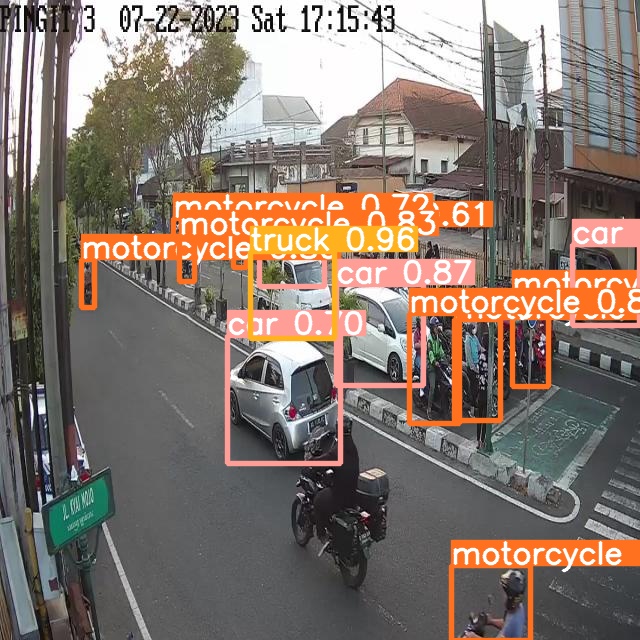 PINGIT 3 07-22-2023 Sat 17:15:43
motorcycle 0.72
.61
motorcycle 0.83
truck 0.96
motorcycle
car
car 0.87
motorcycle 0.8
car 0.70
JL. KYAI MOJO
motorcycle